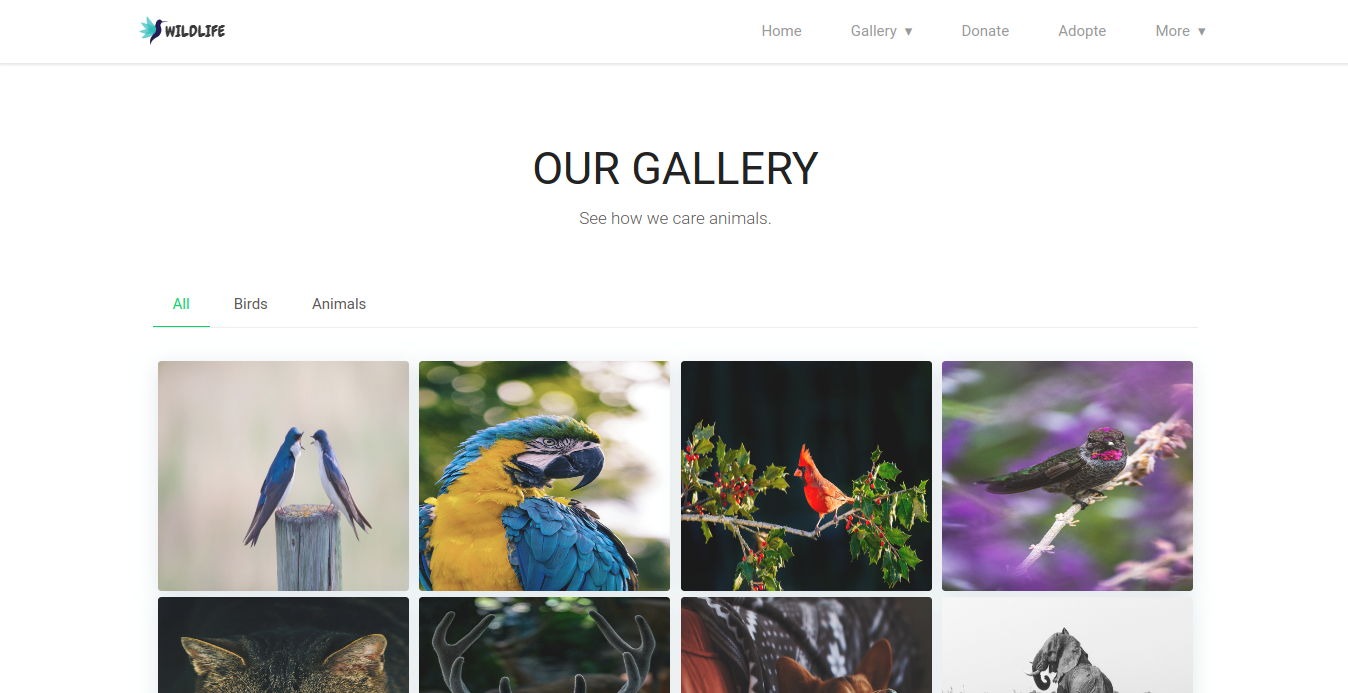 WILDLIFE
Home Gallery ▾ Donate Adopte More ▾
OUR GALLERY
See how we care animals.
All Birds Animals